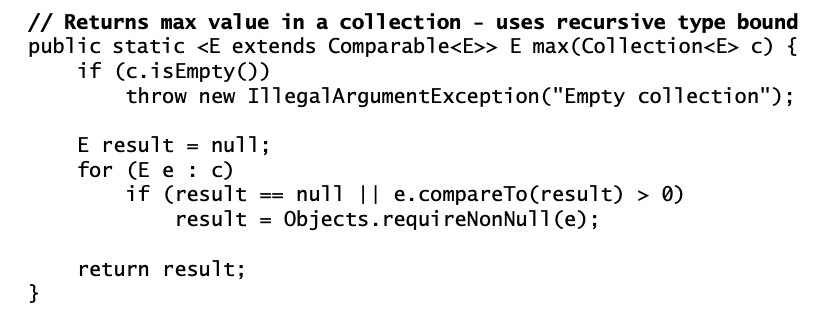 // Returns max value in a collection - uses recursive type bound
public static <E extends Comparable<E>> E max(Collection<E> c) {
    if (c.isEmpty())
        throw new IllegalArgumentException("Empty collection");

    E result = null;
    for (E e : c)
        if (result == null || e.compareTo(result) > 0)
            result = Objects.requireNonNull(e);

    return result;
}